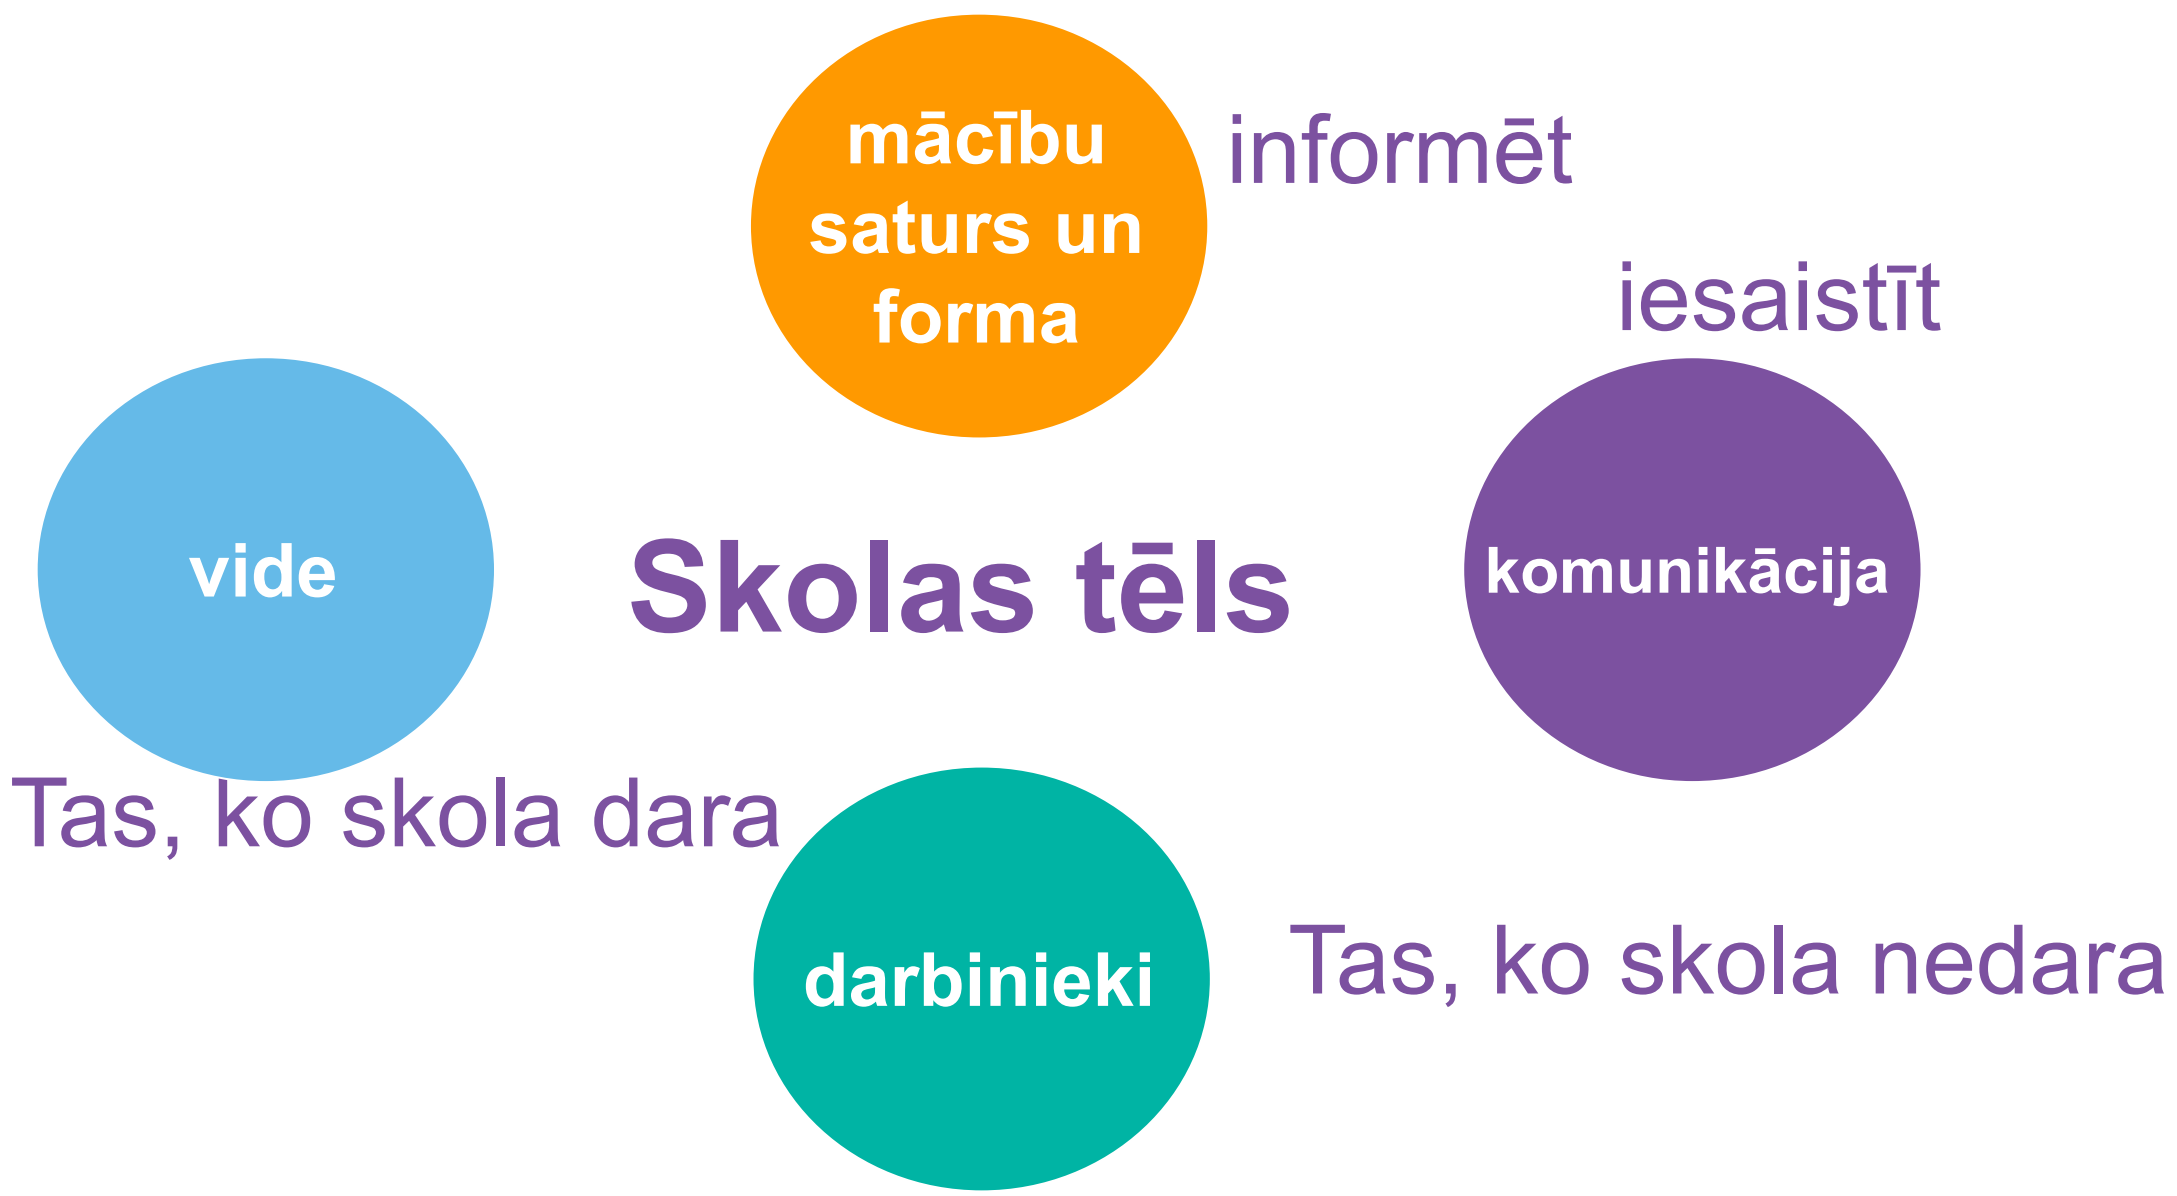 mācību
saturs un
forma
informēt
iesaistīt
vide
Skolas tēls
komunikācija
Tas, ko skola dara
darbinieki
Tas, ko skola nedara